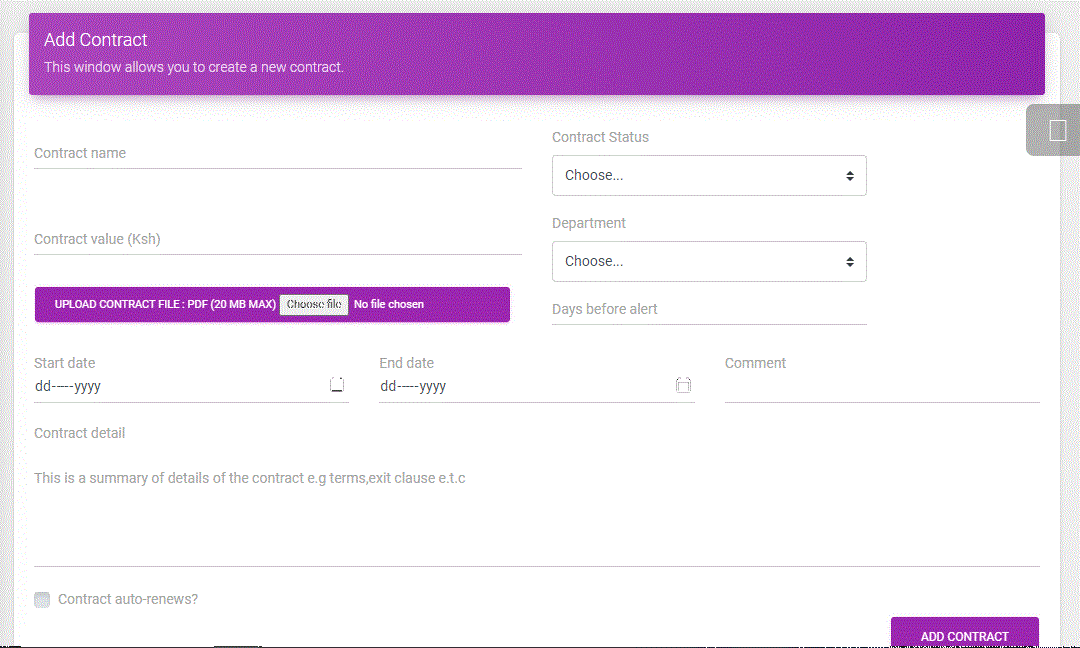 Add Contract
This window allows you to create a new contract.
Contract name
Contract Status
Choose...
Contract value (Ksh)
Department
Choose...
UPLOAD CONTRACT FILE : PDF (20 MB MAX) Choose file No file chosen
Days before alert
Start date
End date
Comment
dd-----yyyy
dd-----yyyy
Contract detail
This is a summary of details of the contract e.g terms,exit clause e.t.c
Contract auto-renews?
ADD CONTRACT